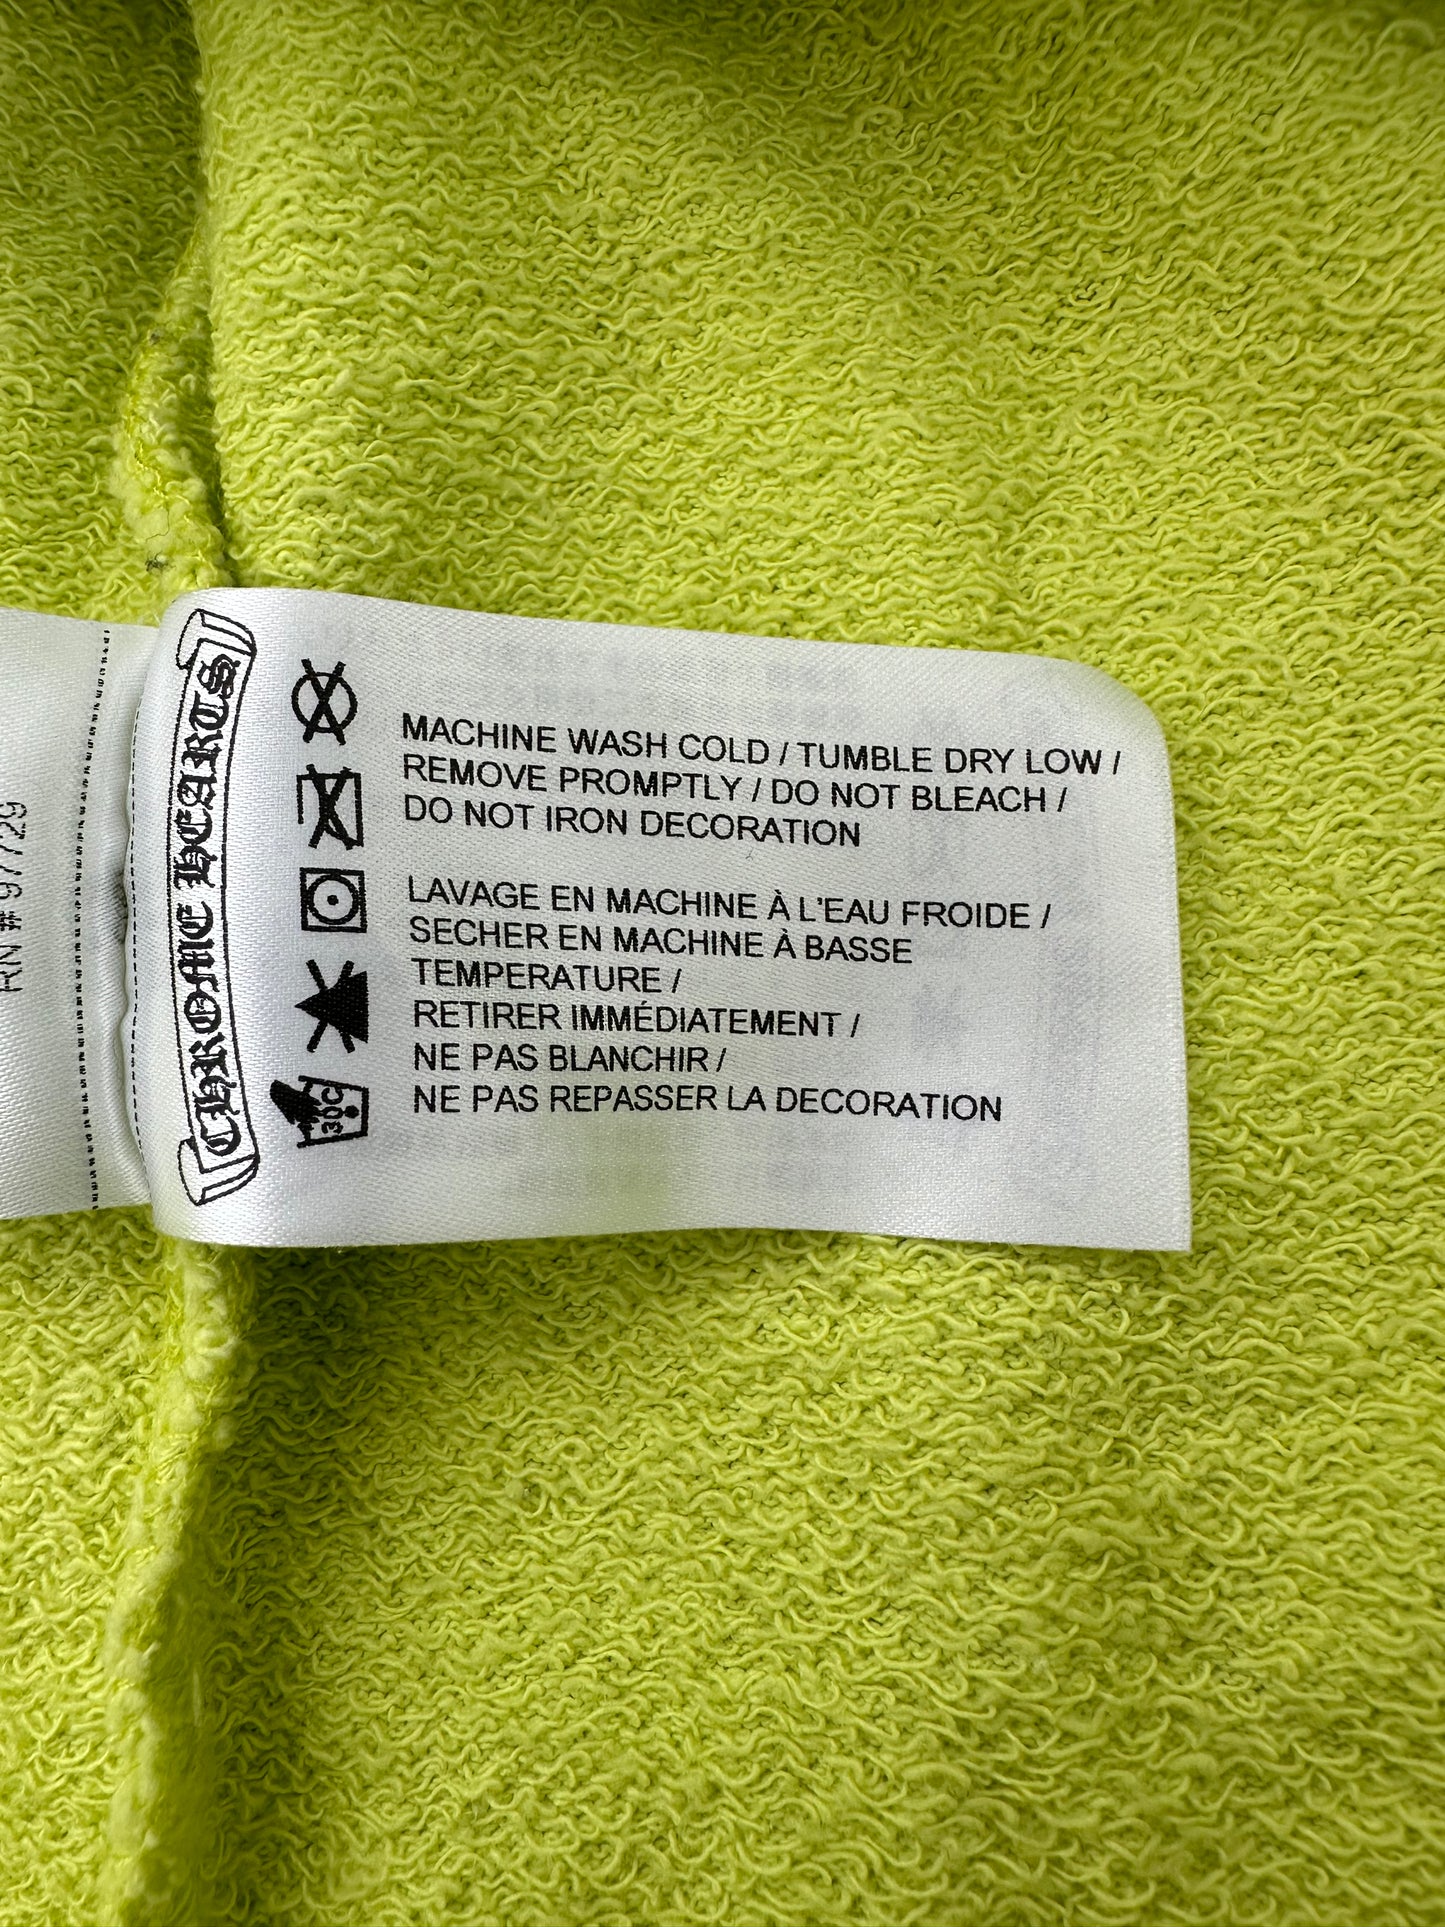 RN # 97729
CHROME HEARTS
MACHINE WASH COLD / TUMBLE DRY LOW /
REMOVE PROMPTLY / DO NOT BLEACH /
DO NOT IRON DECORATION
LAVAGE EN MACHINE À L'EAU FROIDE /
SECHER EN MACHINE À BASSE
TEMPERATURE /
RETIRER IMMÉDIATEMENT /
NE PAS BLANCHIR /
NE PAS REPASSER LA DECORATION
30C